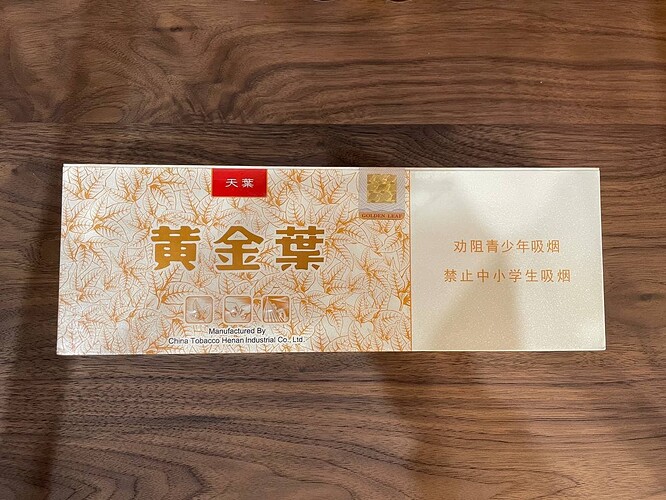 天葉
GOLDEN LEAF
黄金葉
Manufactured By
China Tobacco Henan Industrial Co., Ltd.
劝阻青少年吸烟
禁止中小学生吸烟